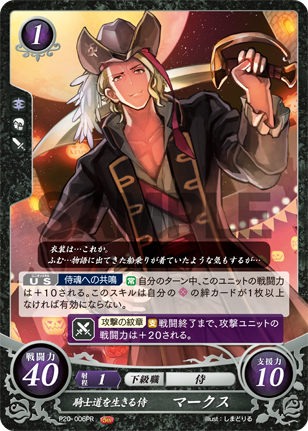 1
衣装は…これか。
ふむ…物語に出てきた船乗りが着ていたような気もするが…
US 侍魂への共鳴 常 自分のターン中、このユニットの戦闘力
は+10される。このスキルは自分の の絆カードが1枚以上
なければ有効にならない。
攻撃の紋章 支 戦闘終了まで、攻撃ユニットの
戦闘力は+20される。
戦闘力
40
射程 1 下級職 侍
支援力
10
騎士道を生きる侍 マークス
P20-006PR illust:しまどりる